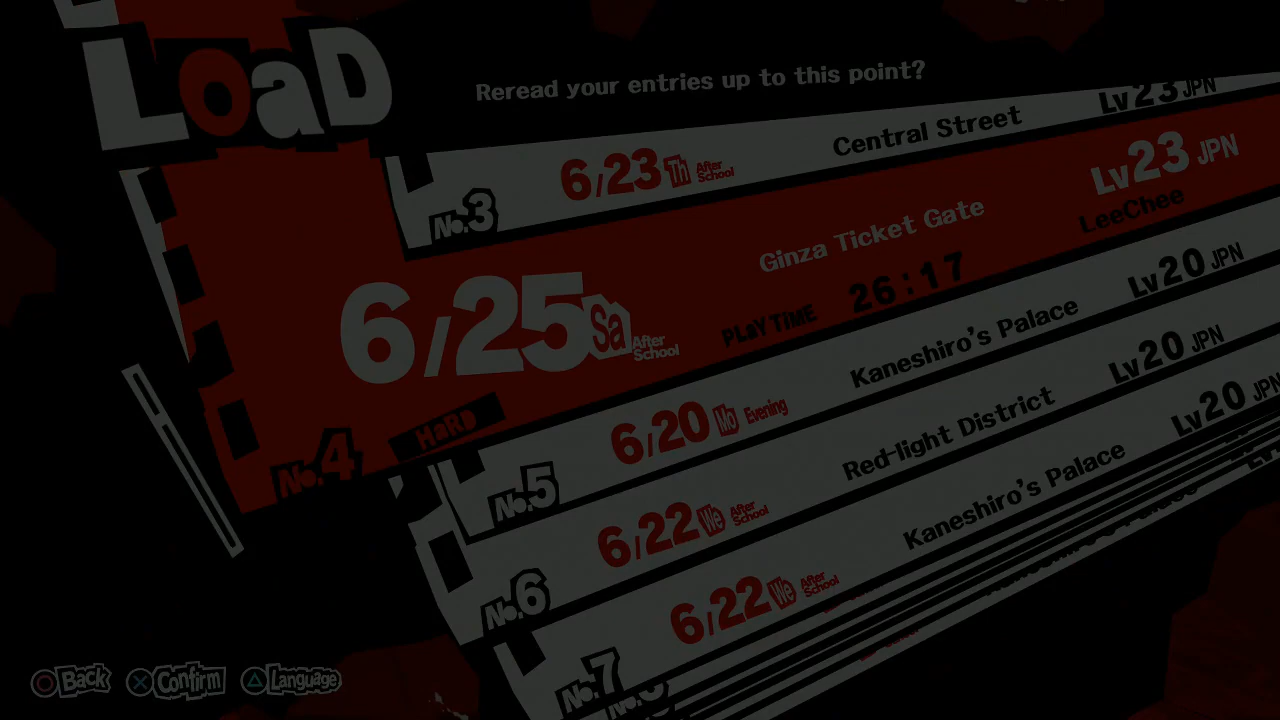 LOaD
Reread your entries up to this point?
No.3 6/23 Th After School Central Street Lv23 JPN
No.4 6/25 Sa After School Ginza Ticket Gate Lv23 JPN
HaRD PLaY TiME 26:17 LeeChee
No.5 6/20 Mo Evening Kaneshiro's Palace Lv20 JPN
No.6 6/22 We After School Red-light District Lv20 JPN
No.7 6/22 We After School Kaneshiro's Palace Lv20 JPN
Back Confirm Language